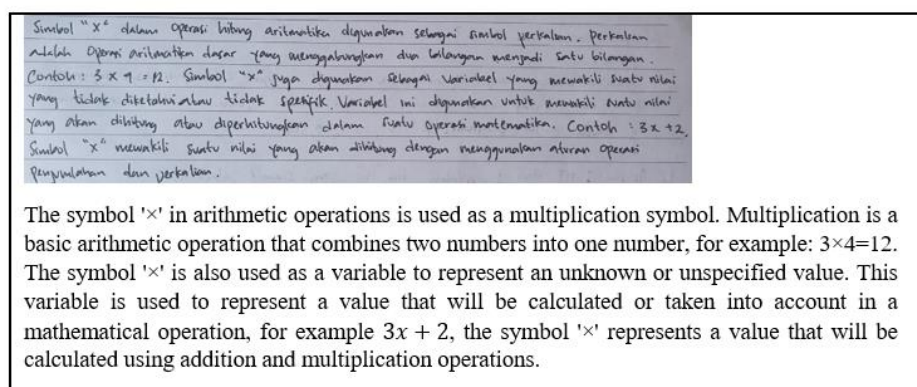 Simbol "x" dalam operasi hitung aritmatika digunakan sebagai simbol perkalian. Perkalian
adalah operasi aritmatika dasar yang menggabungkan dua bilangan menjadi satu bilangan.
Contoh : 3 x 4 = 12. Simbol "x" juga digunakan sebagai variabel yang mewakili suatu nilai
yang tidak diketahui atau tidak spesifik. Variabel ini digunakan untuk mewakili suatu nilai
yang akan dihitung atau diperhitungkan dalam suatu operasi matematika. Contoh : 3x +2,
Simbol "x" mewakili suatu nilai yang akan dihitung dengan menggunakan aturan operasi
penjumlahan dan perkalian.
The symbol '×' in arithmetic operations is used as a multiplication symbol. Multiplication is a
basic arithmetic operation that combines two numbers into one number, for example: 3×4=12.
The symbol '×' is also used as a variable to represent an unknown or unspecified value. This
variable is used to represent a value that will be calculated or taken into account in a
mathematical operation, for example 3x + 2, the symbol '×' represents a value that will be
calculated using addition and multiplication operations.